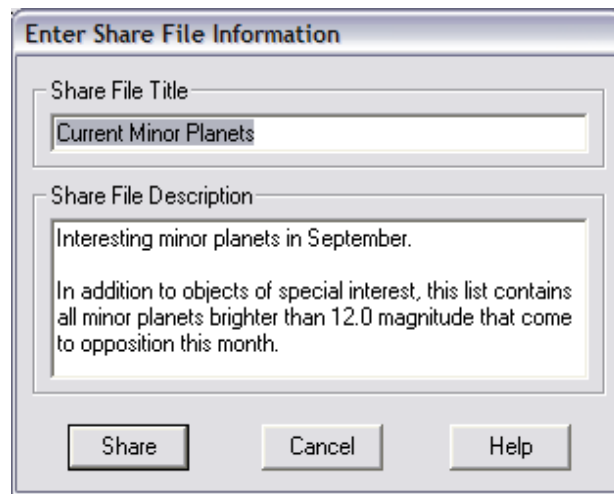 Enter Share File Information
Share File Title
Current Minor Planets
Share File Description
Interesting minor planets in September.
In addition to objects of special interest, this list contains
all minor planets brighter than 12.0 magnitude that come
to opposition this month.
Share Cancel Help